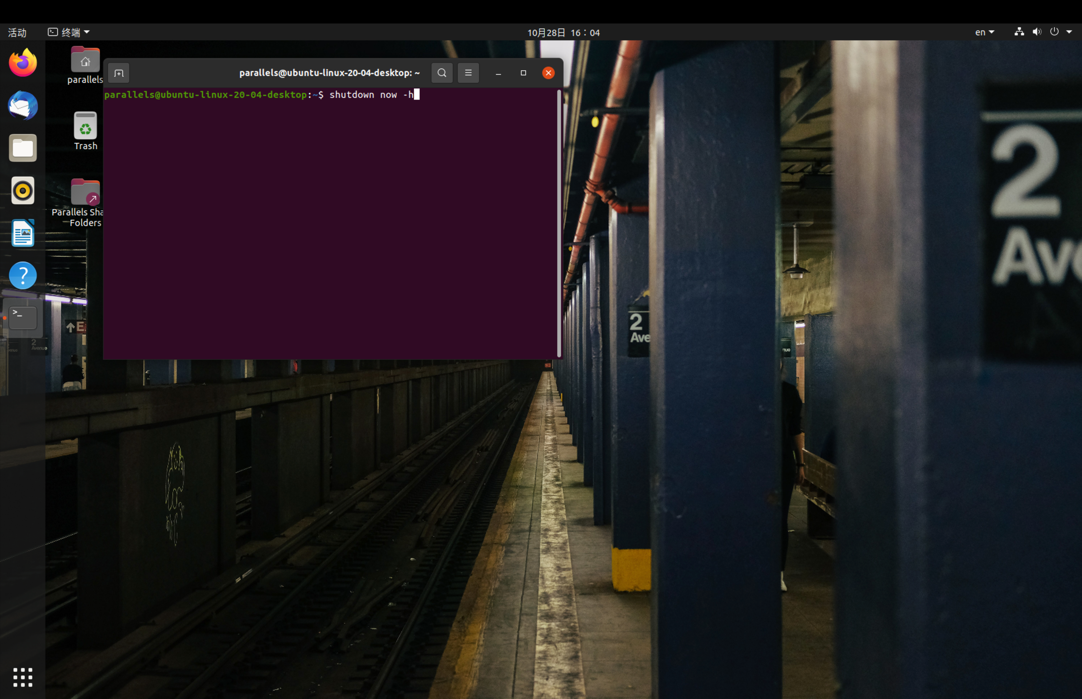 活动
终端
10月28日 16：04
en
parallels
Trash
Parallels Sha
Folders
parallels@ubuntu-linux-20-04-desktop: ~
parallels@ubuntu-linux-20-04-desktop:~$ shutdown now -h
2
Ave
2
Ave